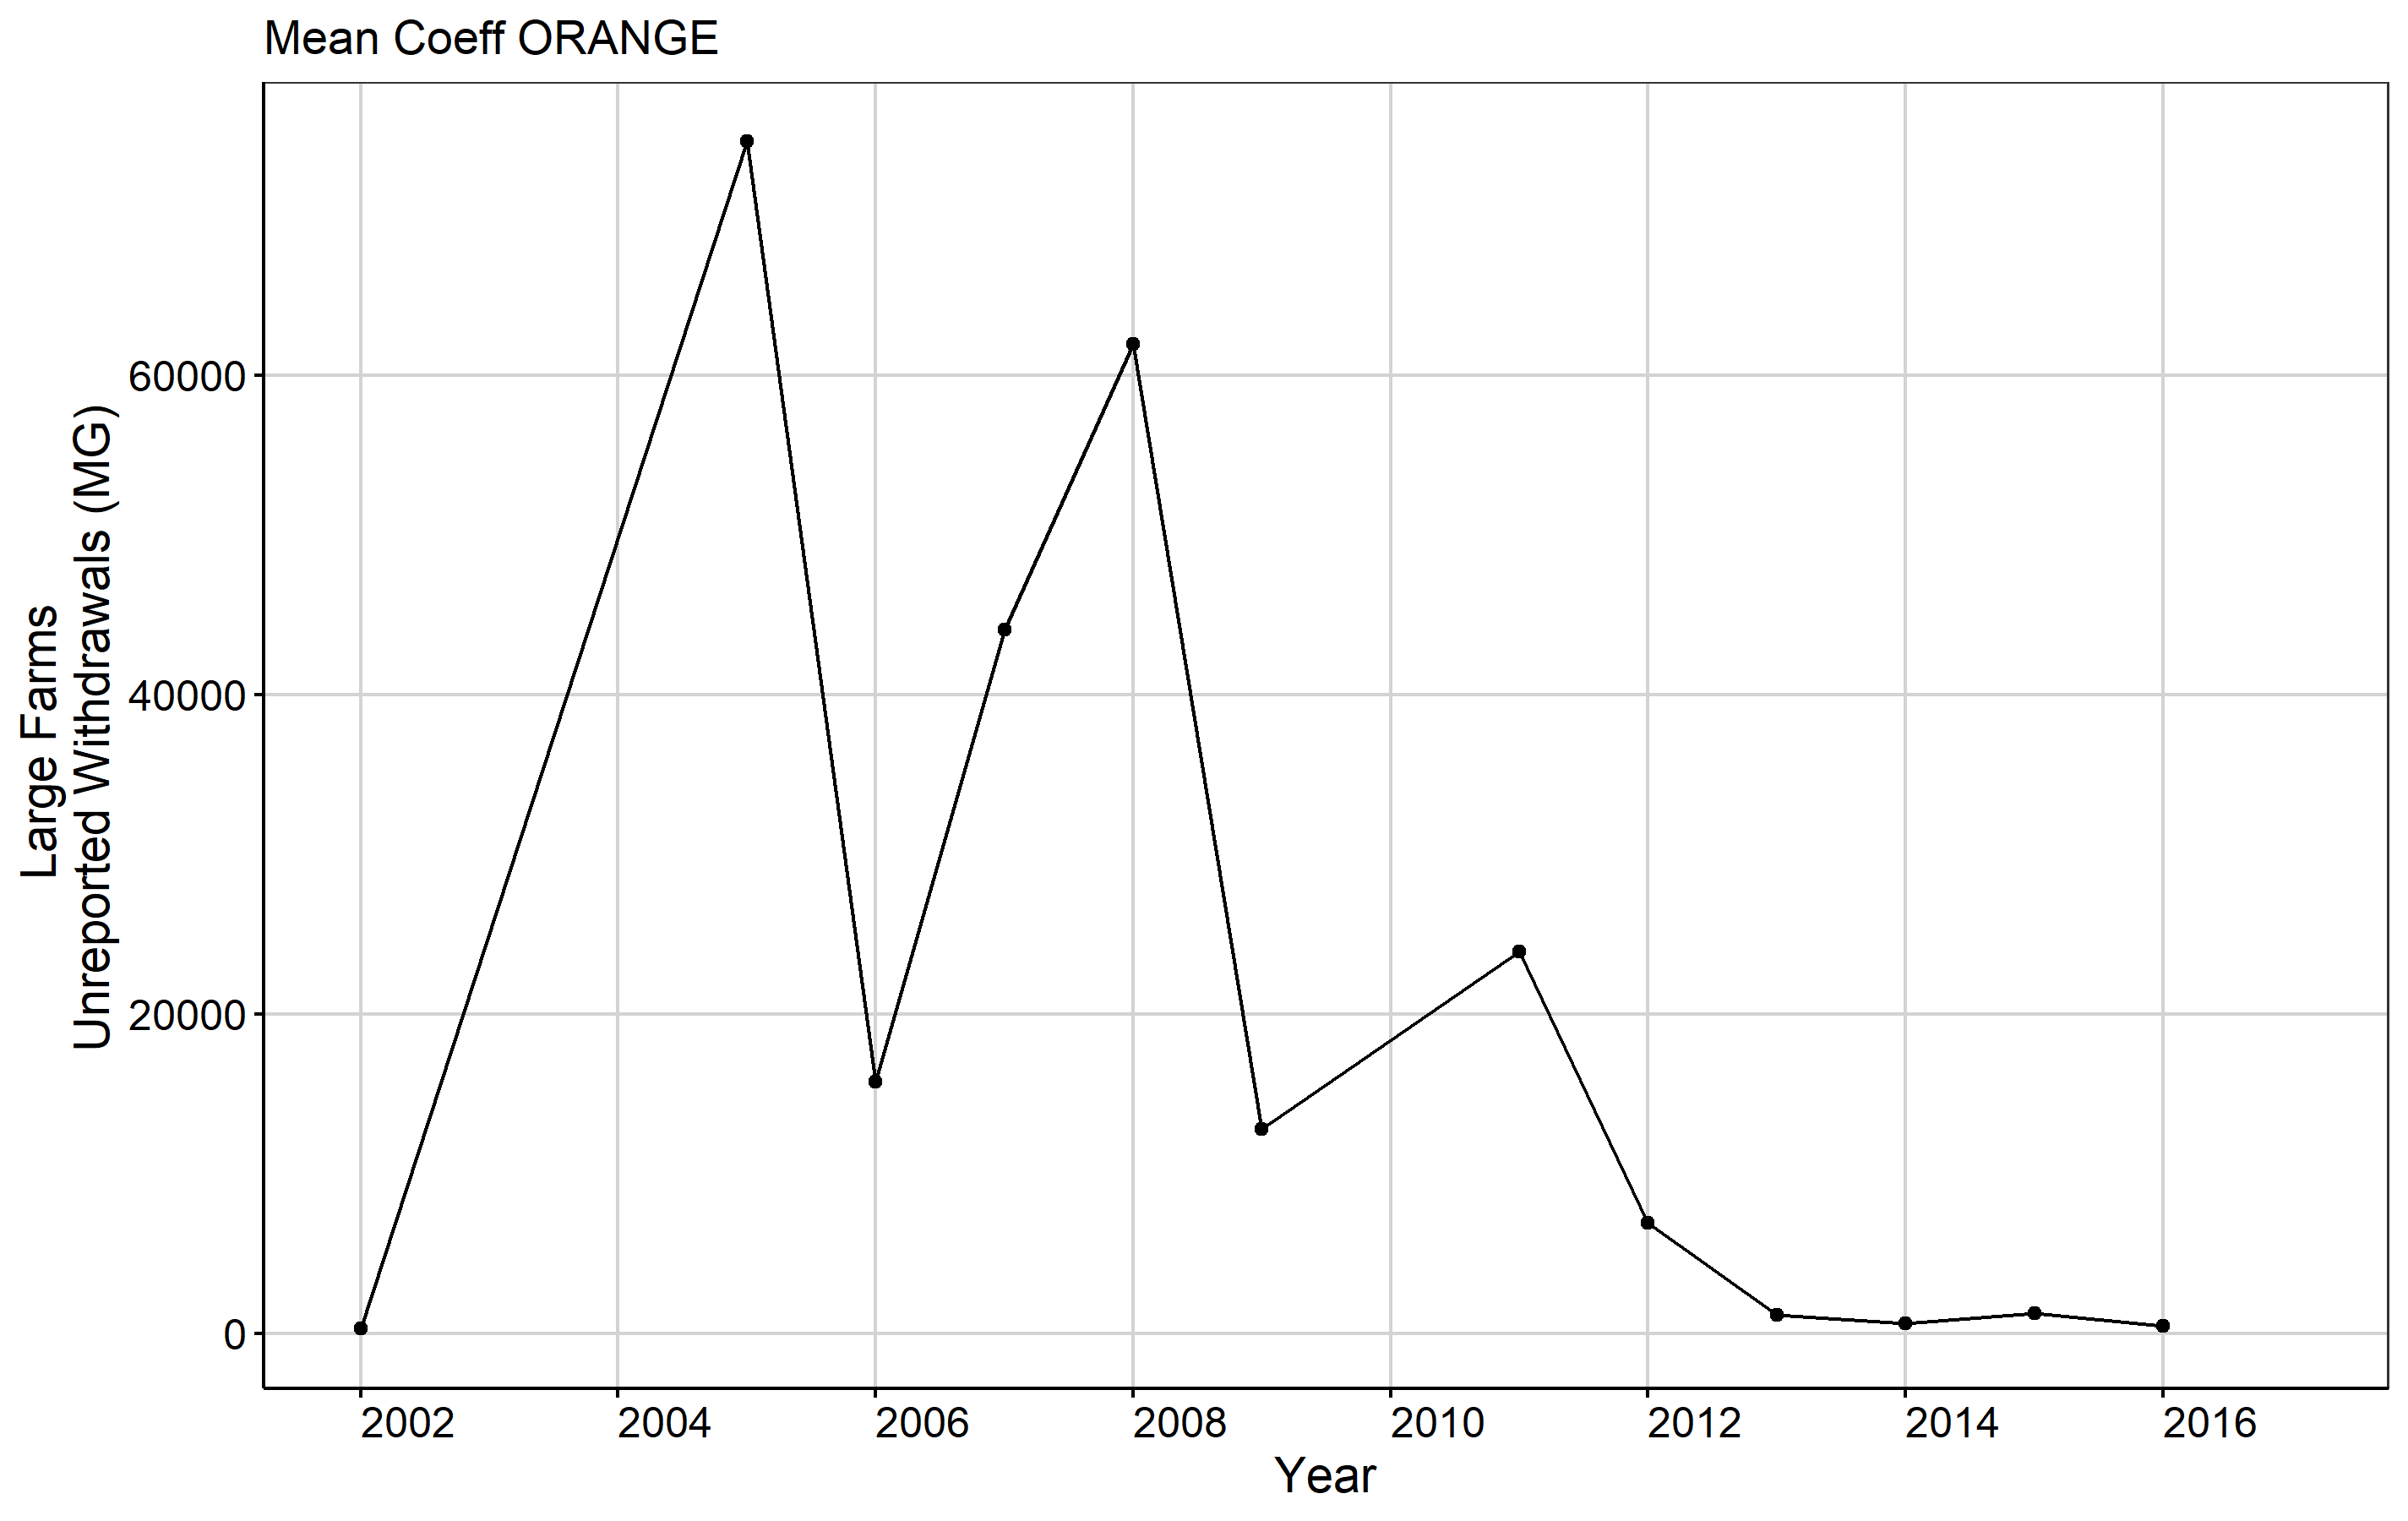 Mean Coeff ORANGE
Large Farms
Unreported Withdrawals (MG)
60000
40000
20000
0
2002 2004 2006 2008 2010 2012 2014 2016
Year